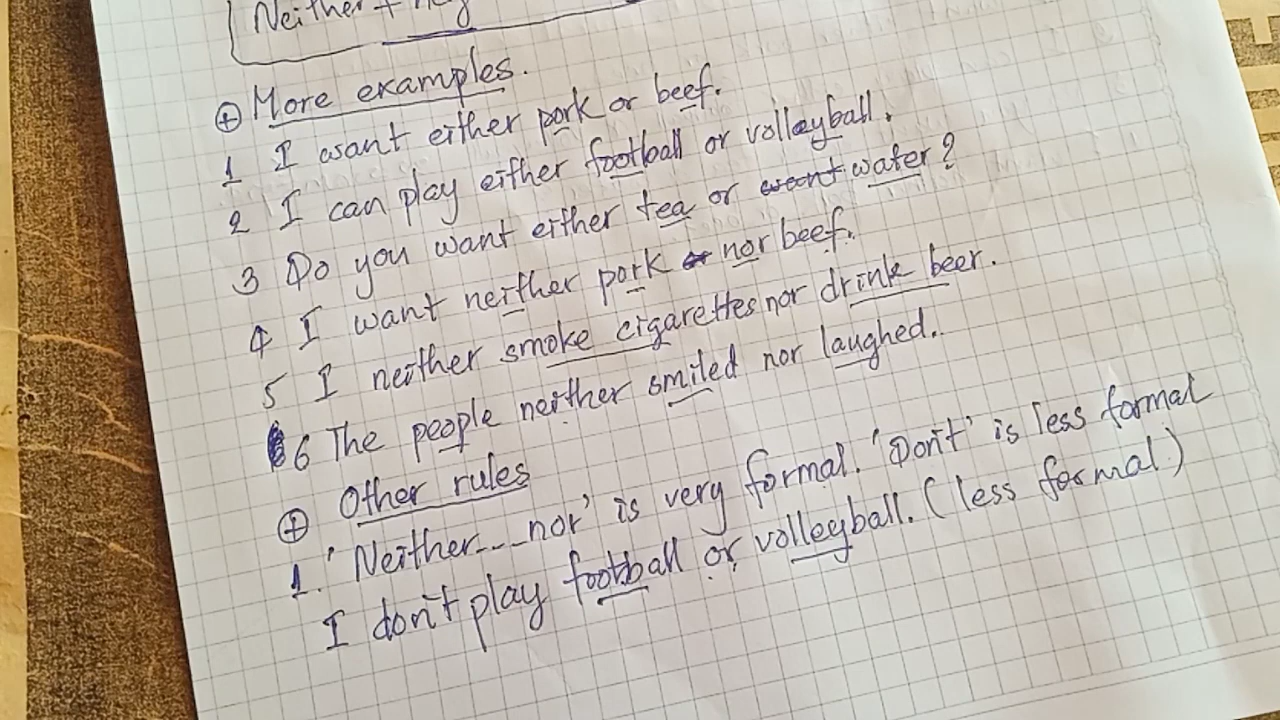 Neither +
⊕ More examples.
1 I want either pork or beef.
2 I can play either football or volleyball.
3 Do you want either tea or want water?
4 I want neither pork or nor beef.
5 I neither smoke cigarettes nor drink beer.
6 The people neither smiled nor laughed..
⊕ Other rules
1. 'Neither---nor' is very formal. 'Don't' is less formal
I don't play football or volleyball. (less formal.)